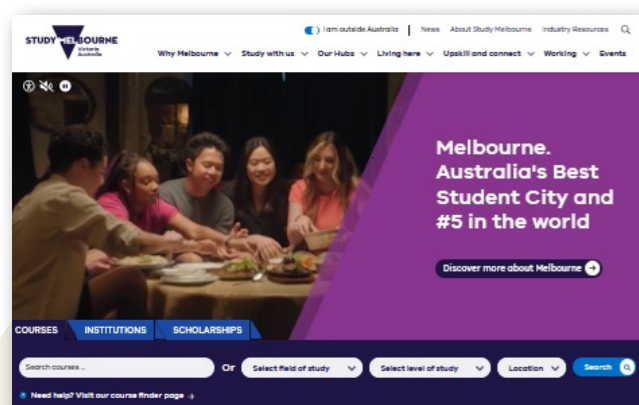 STUDY MELBOURNE
Victoria
Australia
I am outside Australia | News About Study Melbourne Industry Resources
Why Melbourne Study with us Our Hubs Living here Upskill and connect Working Events
Melbourne.
Australia's Best
Student City and
#5 in the world
Discover more about Melbourne
COURSES INSTITUTIONS SCHOLARSHIPS
Search courses ... Or Select field of study Select level of study Location Search
Need help? Visit our course finder page